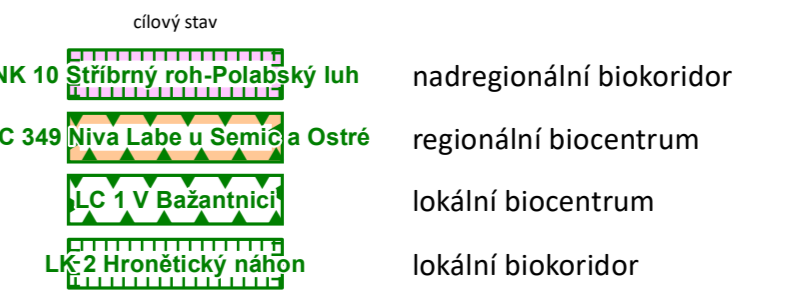 cílový stav
NK 10 Stříbrný roh-Polabský luh nadregionální biokoridor
C 349 Niva Labe u Semic a Ostré regionální biocentrum
LC 1 V Bažantnici lokální biocentrum
LK 2 Hronětický náhon lokální biokoridor